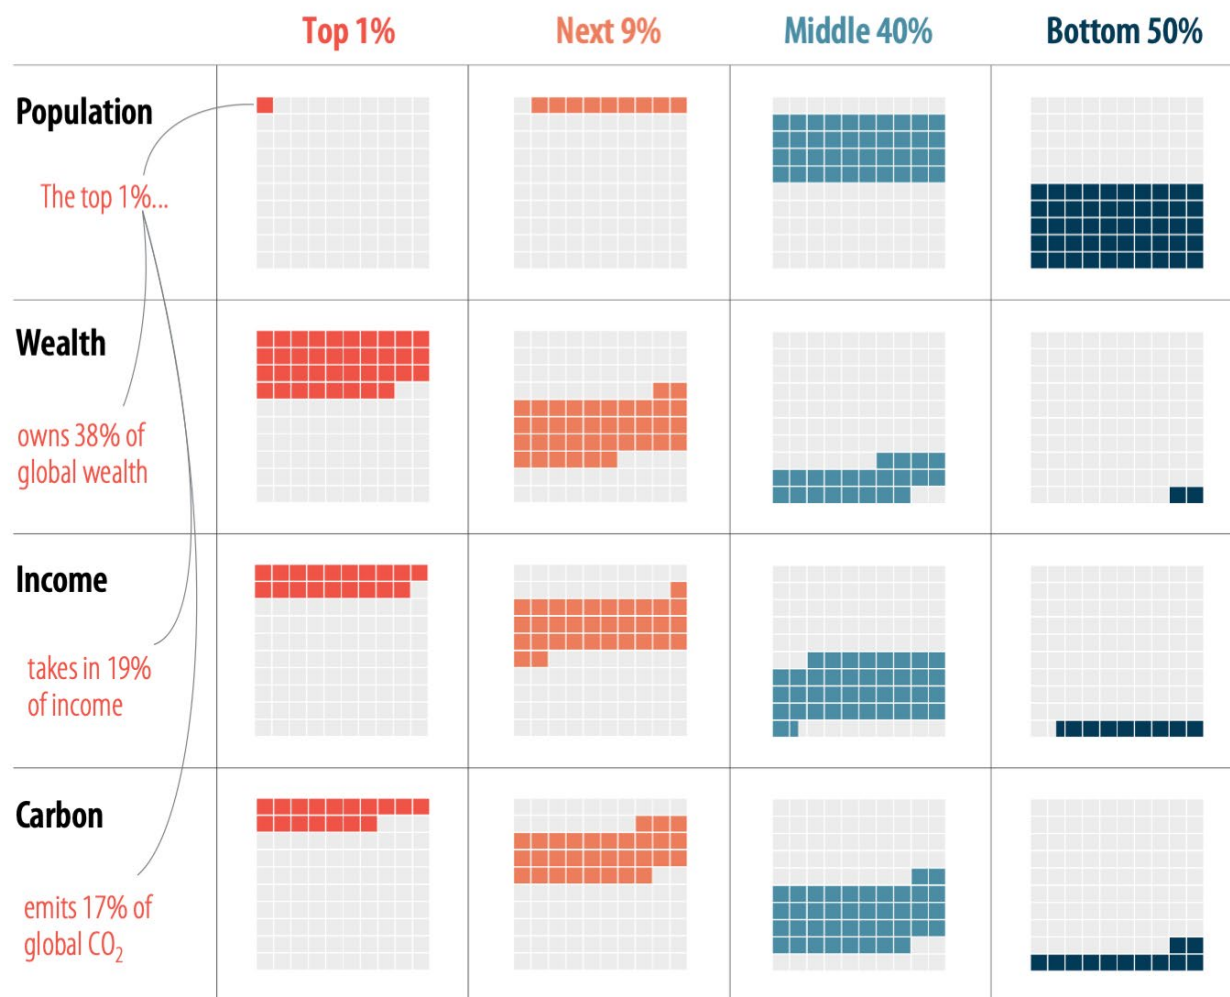 Top 1%
Next 9%
Middle 40%
Bottom 50%
Population
The top 1%...
Wealth
owns 38% of
global wealth
Income
takes in 19%
of income
Carbon
emits 17% of
global CO₂